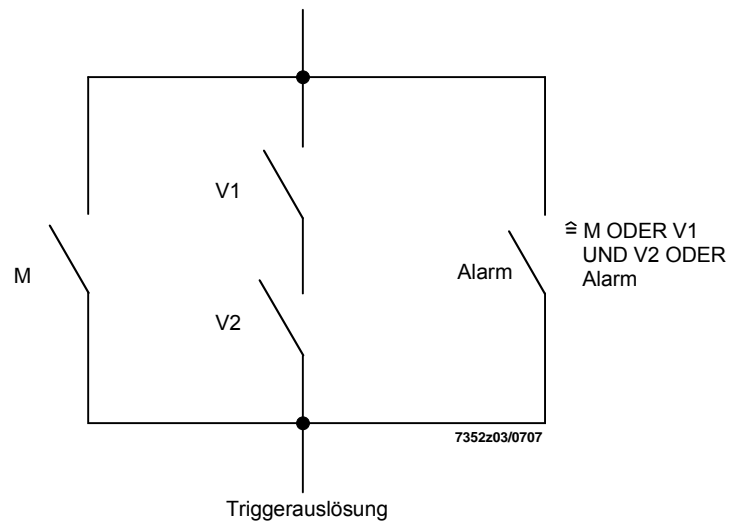 V1
≙ M ODER V1
UND V2 ODER
Alarm
M
Alarm
V2
7352z03/0707
Triggerauslösung